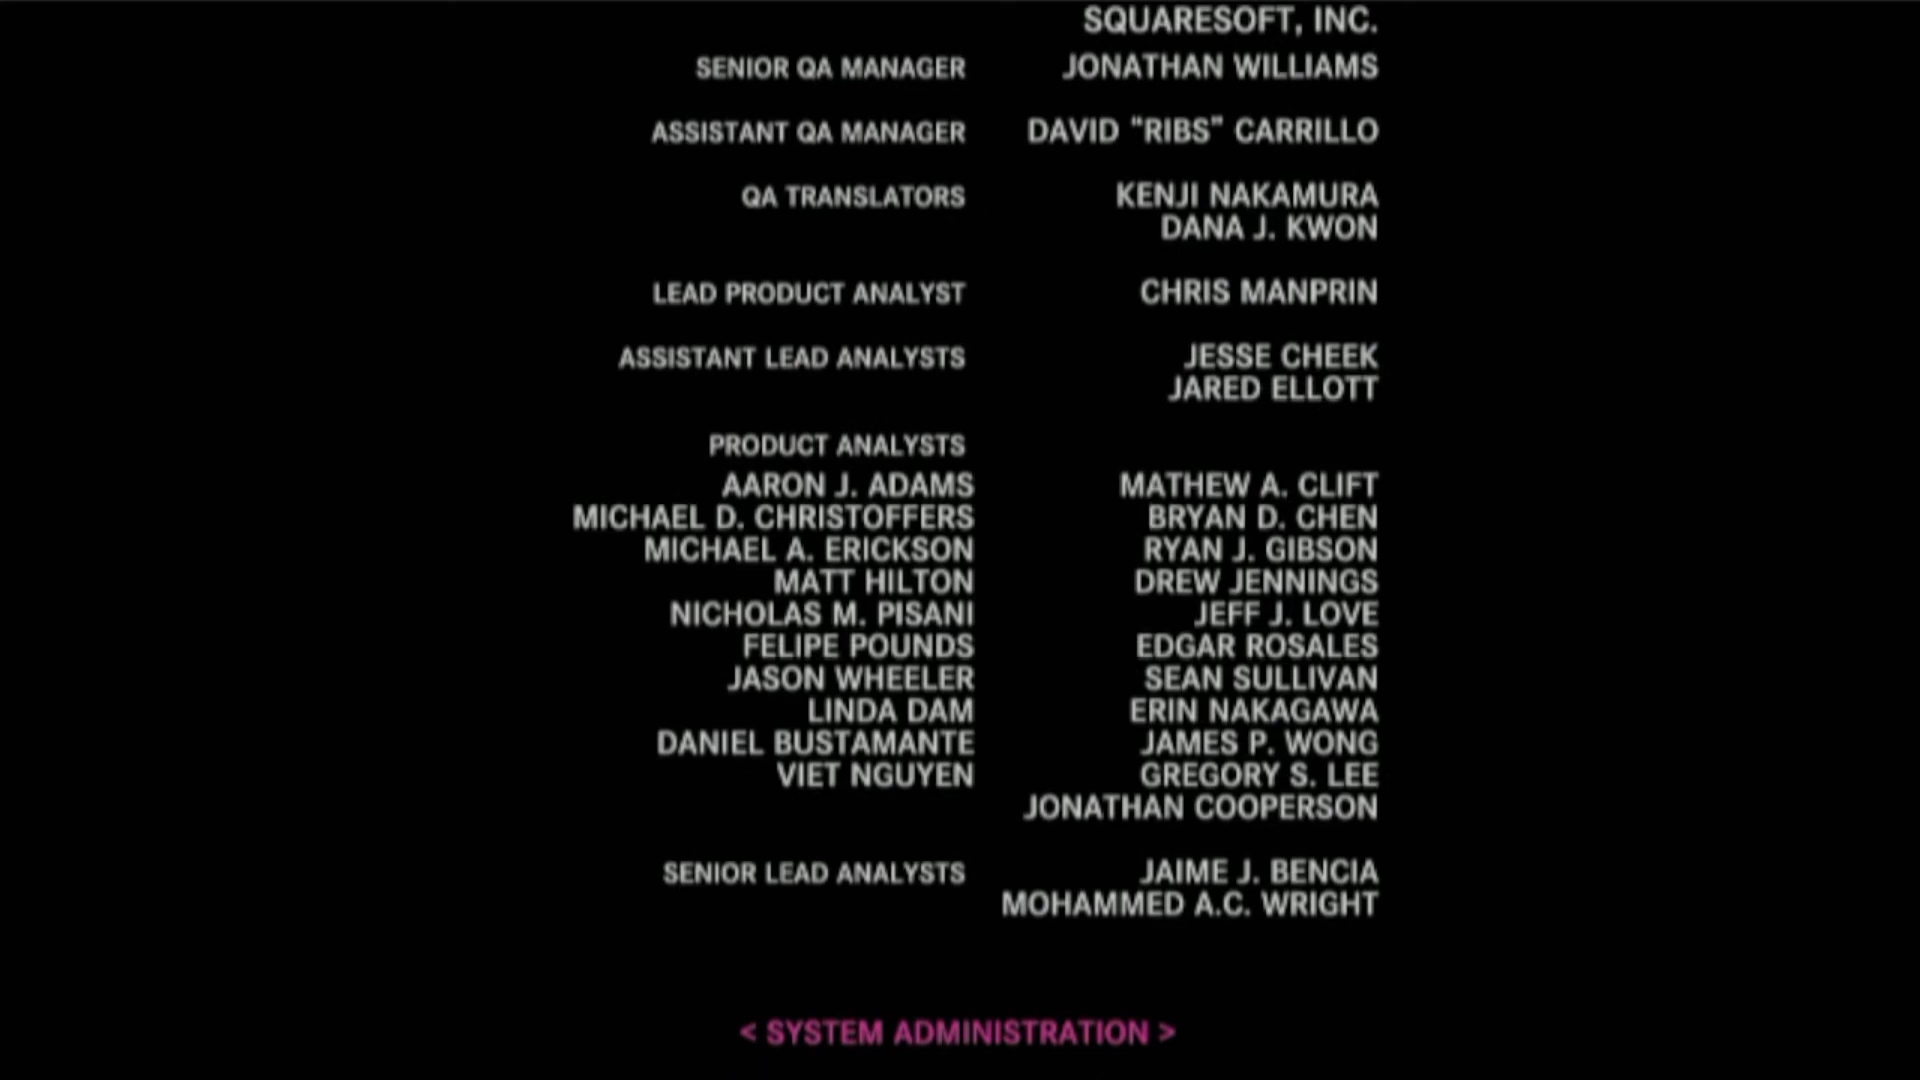 SQUARESOFT, INC.
SENIOR QA MANAGER JONATHAN WILLIAMS
ASSISTANT QA MANAGER DAVID "RIBS" CARRILLO
QA TRANSLATORS KENJI NAKAMURA
DANA J. KWON
LEAD PRODUCT ANALYST CHRIS MANPRIN
ASSISTANT LEAD ANALYSTS JESSE CHEEK
JARED ELLOTT
PRODUCT ANALYSTS
AARON J. ADAMS MATHEW A. CLIFT
MICHAEL D. CHRISTOFFERS BRYAN D. CHEN
MICHAEL A. ERICKSON RYAN J. GIBSON
MATT HILTON DREW JENNINGS
NICHOLAS M. PISANI JEFF J. LOVE
FELIPE POUNDS EDGAR ROSALES
JASON WHEELER SEAN SULLIVAN
LINDA DAM ERIN NAKAGAWA
DANIEL BUSTAMANTE JAMES P. WONG
VIET NGUYEN GREGORY S. LEE
JONATHAN COOPERSON
SENIOR LEAD ANALYSTS JAIME J. BENCIA
MOHAMMED A.C. WRIGHT
< SYSTEM ADMINISTRATION >